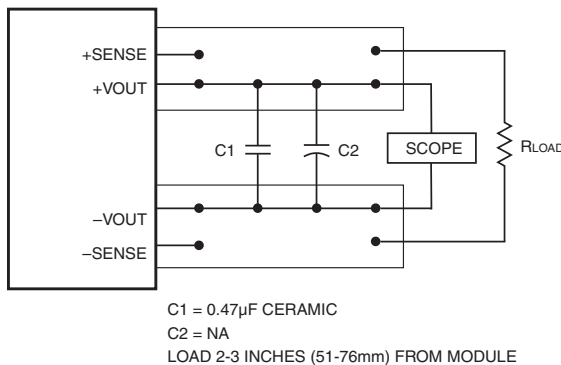 +SENSE
+VOUT
C1
C2
SCOPE
RLOAD
–VOUT
–SENSE
C1 = 0.47µF CERAMIC
C2 = NA
LOAD 2-3 INCHES (51-76mm) FROM MODULE